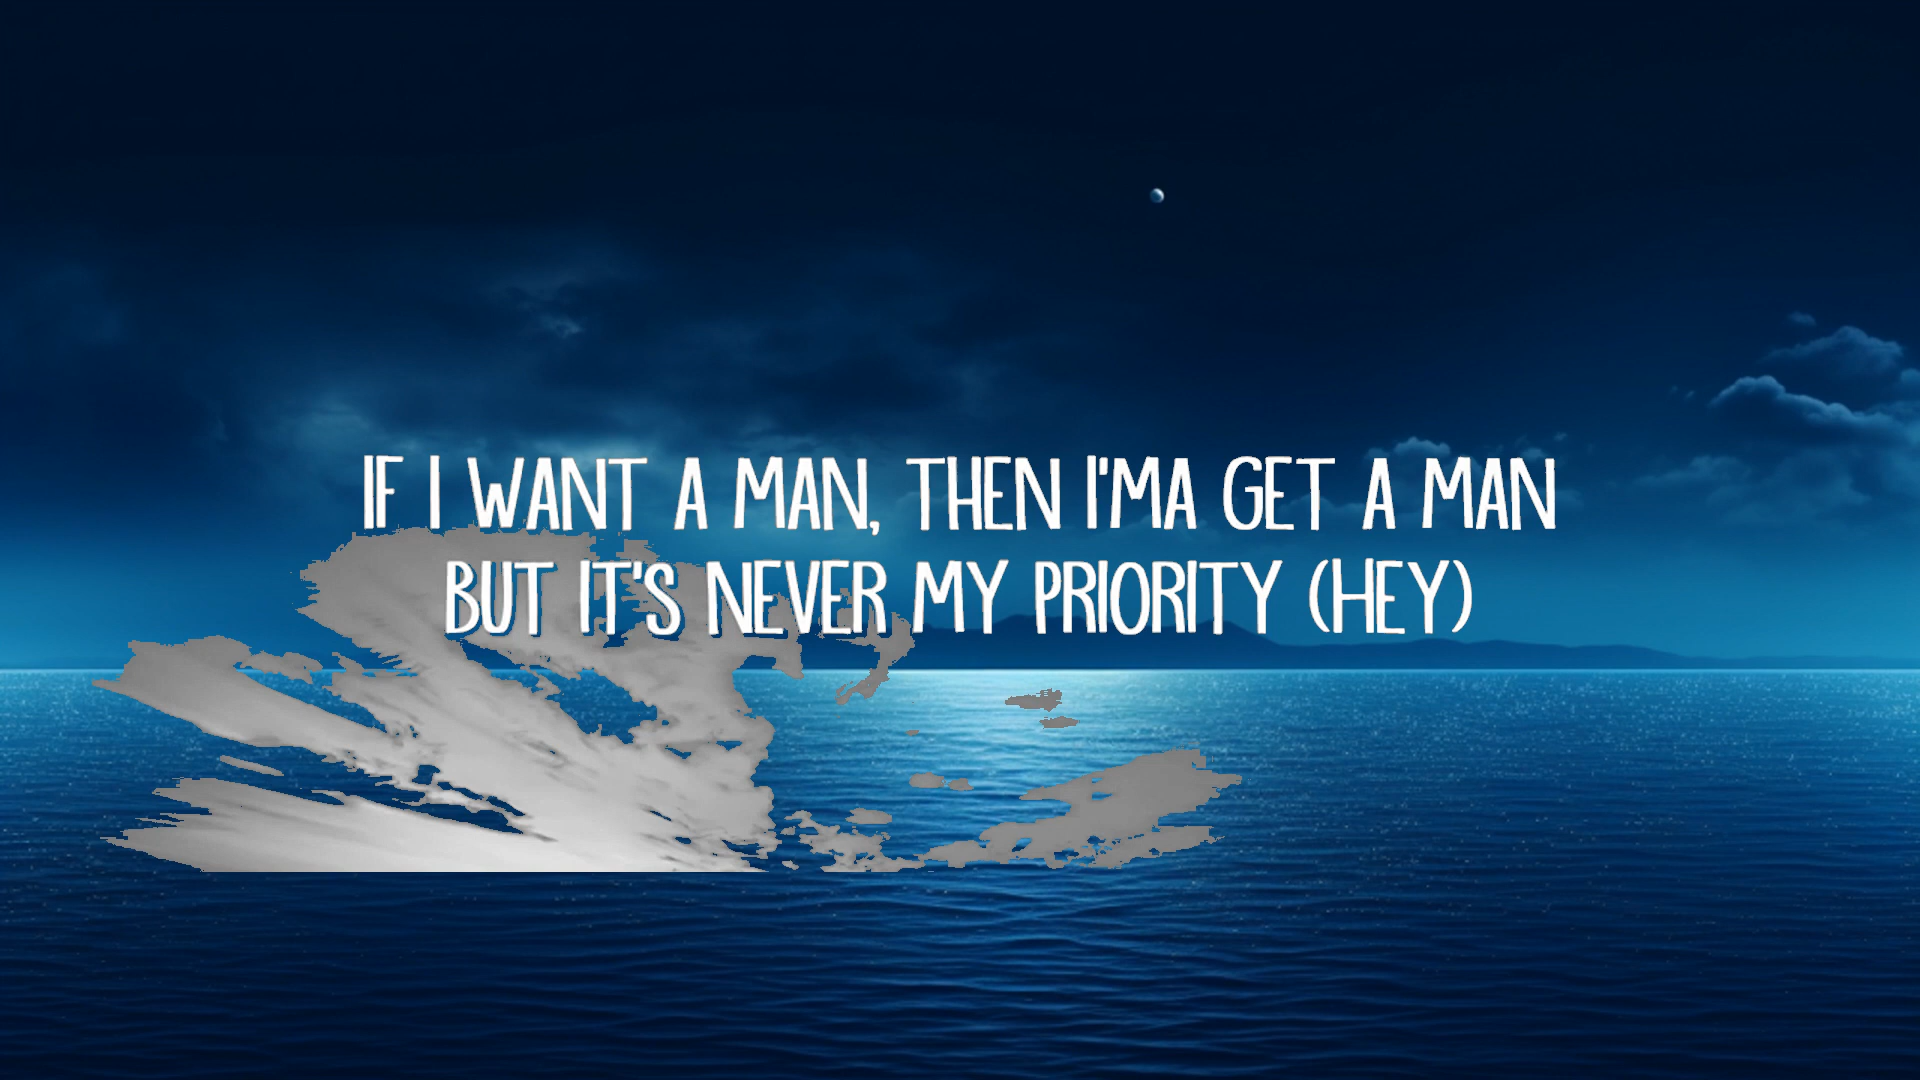 IF I WANT A MAN, THEN I'MA GET A MAN
BUT IT'S NEVER MY PRIORITY (HEY)